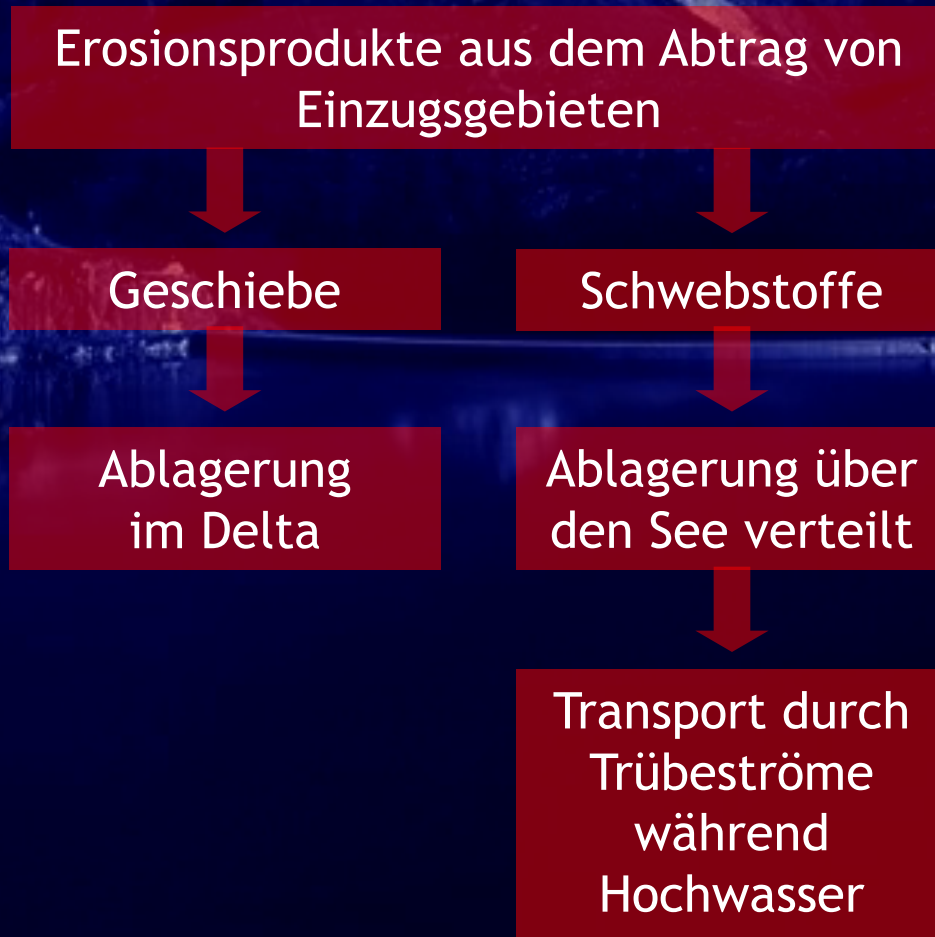 Erosionsprodukte aus dem Abtrag von
Einzugsgebieten
Geschiebe
Schwebstoffe
Ablagerung
im Delta
Ablagerung über
den See verteilt
Transport durch
Trübeströme
während
Hochwasser